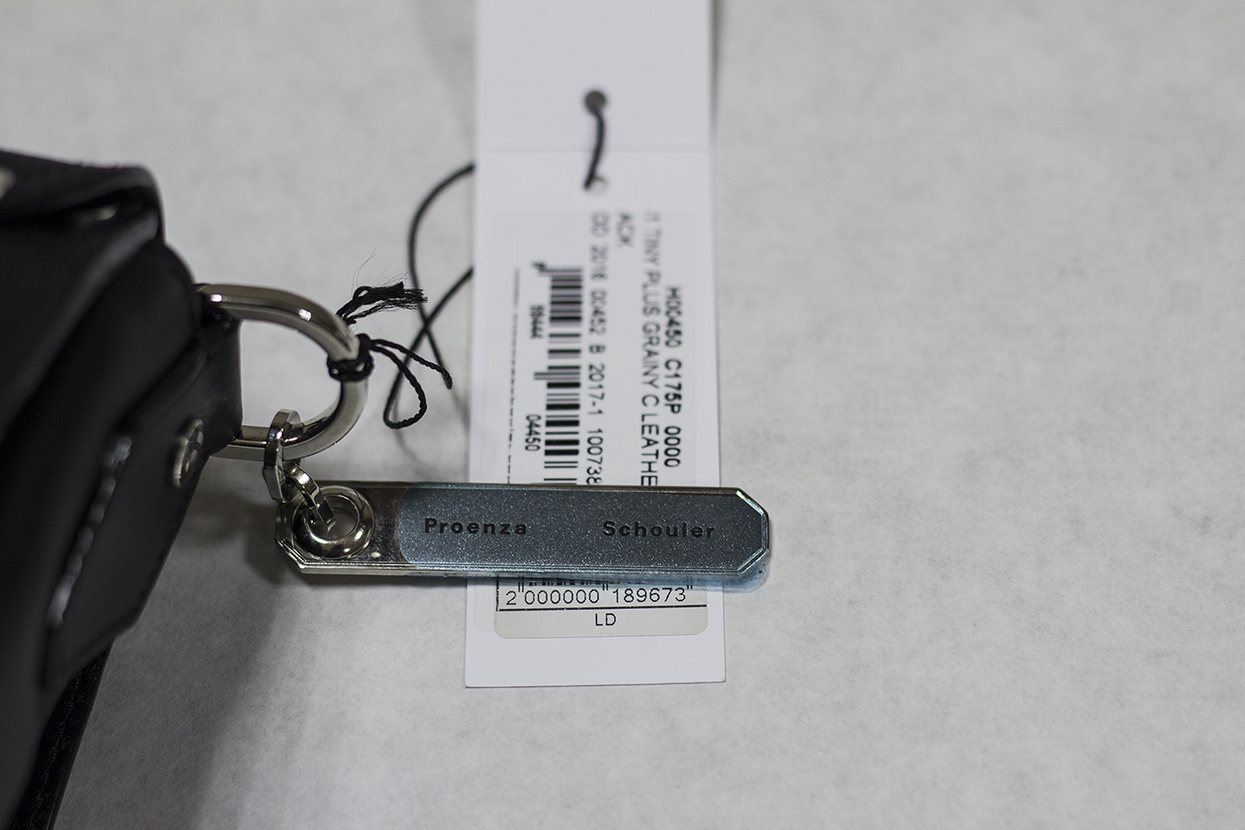 H00450 C175P 0000
TINY PLUS GRAINY C LEATHE
ACK
2016 00452 B 2017-1 100738
04450
Proenza Schouler
2 000000 189673
LD